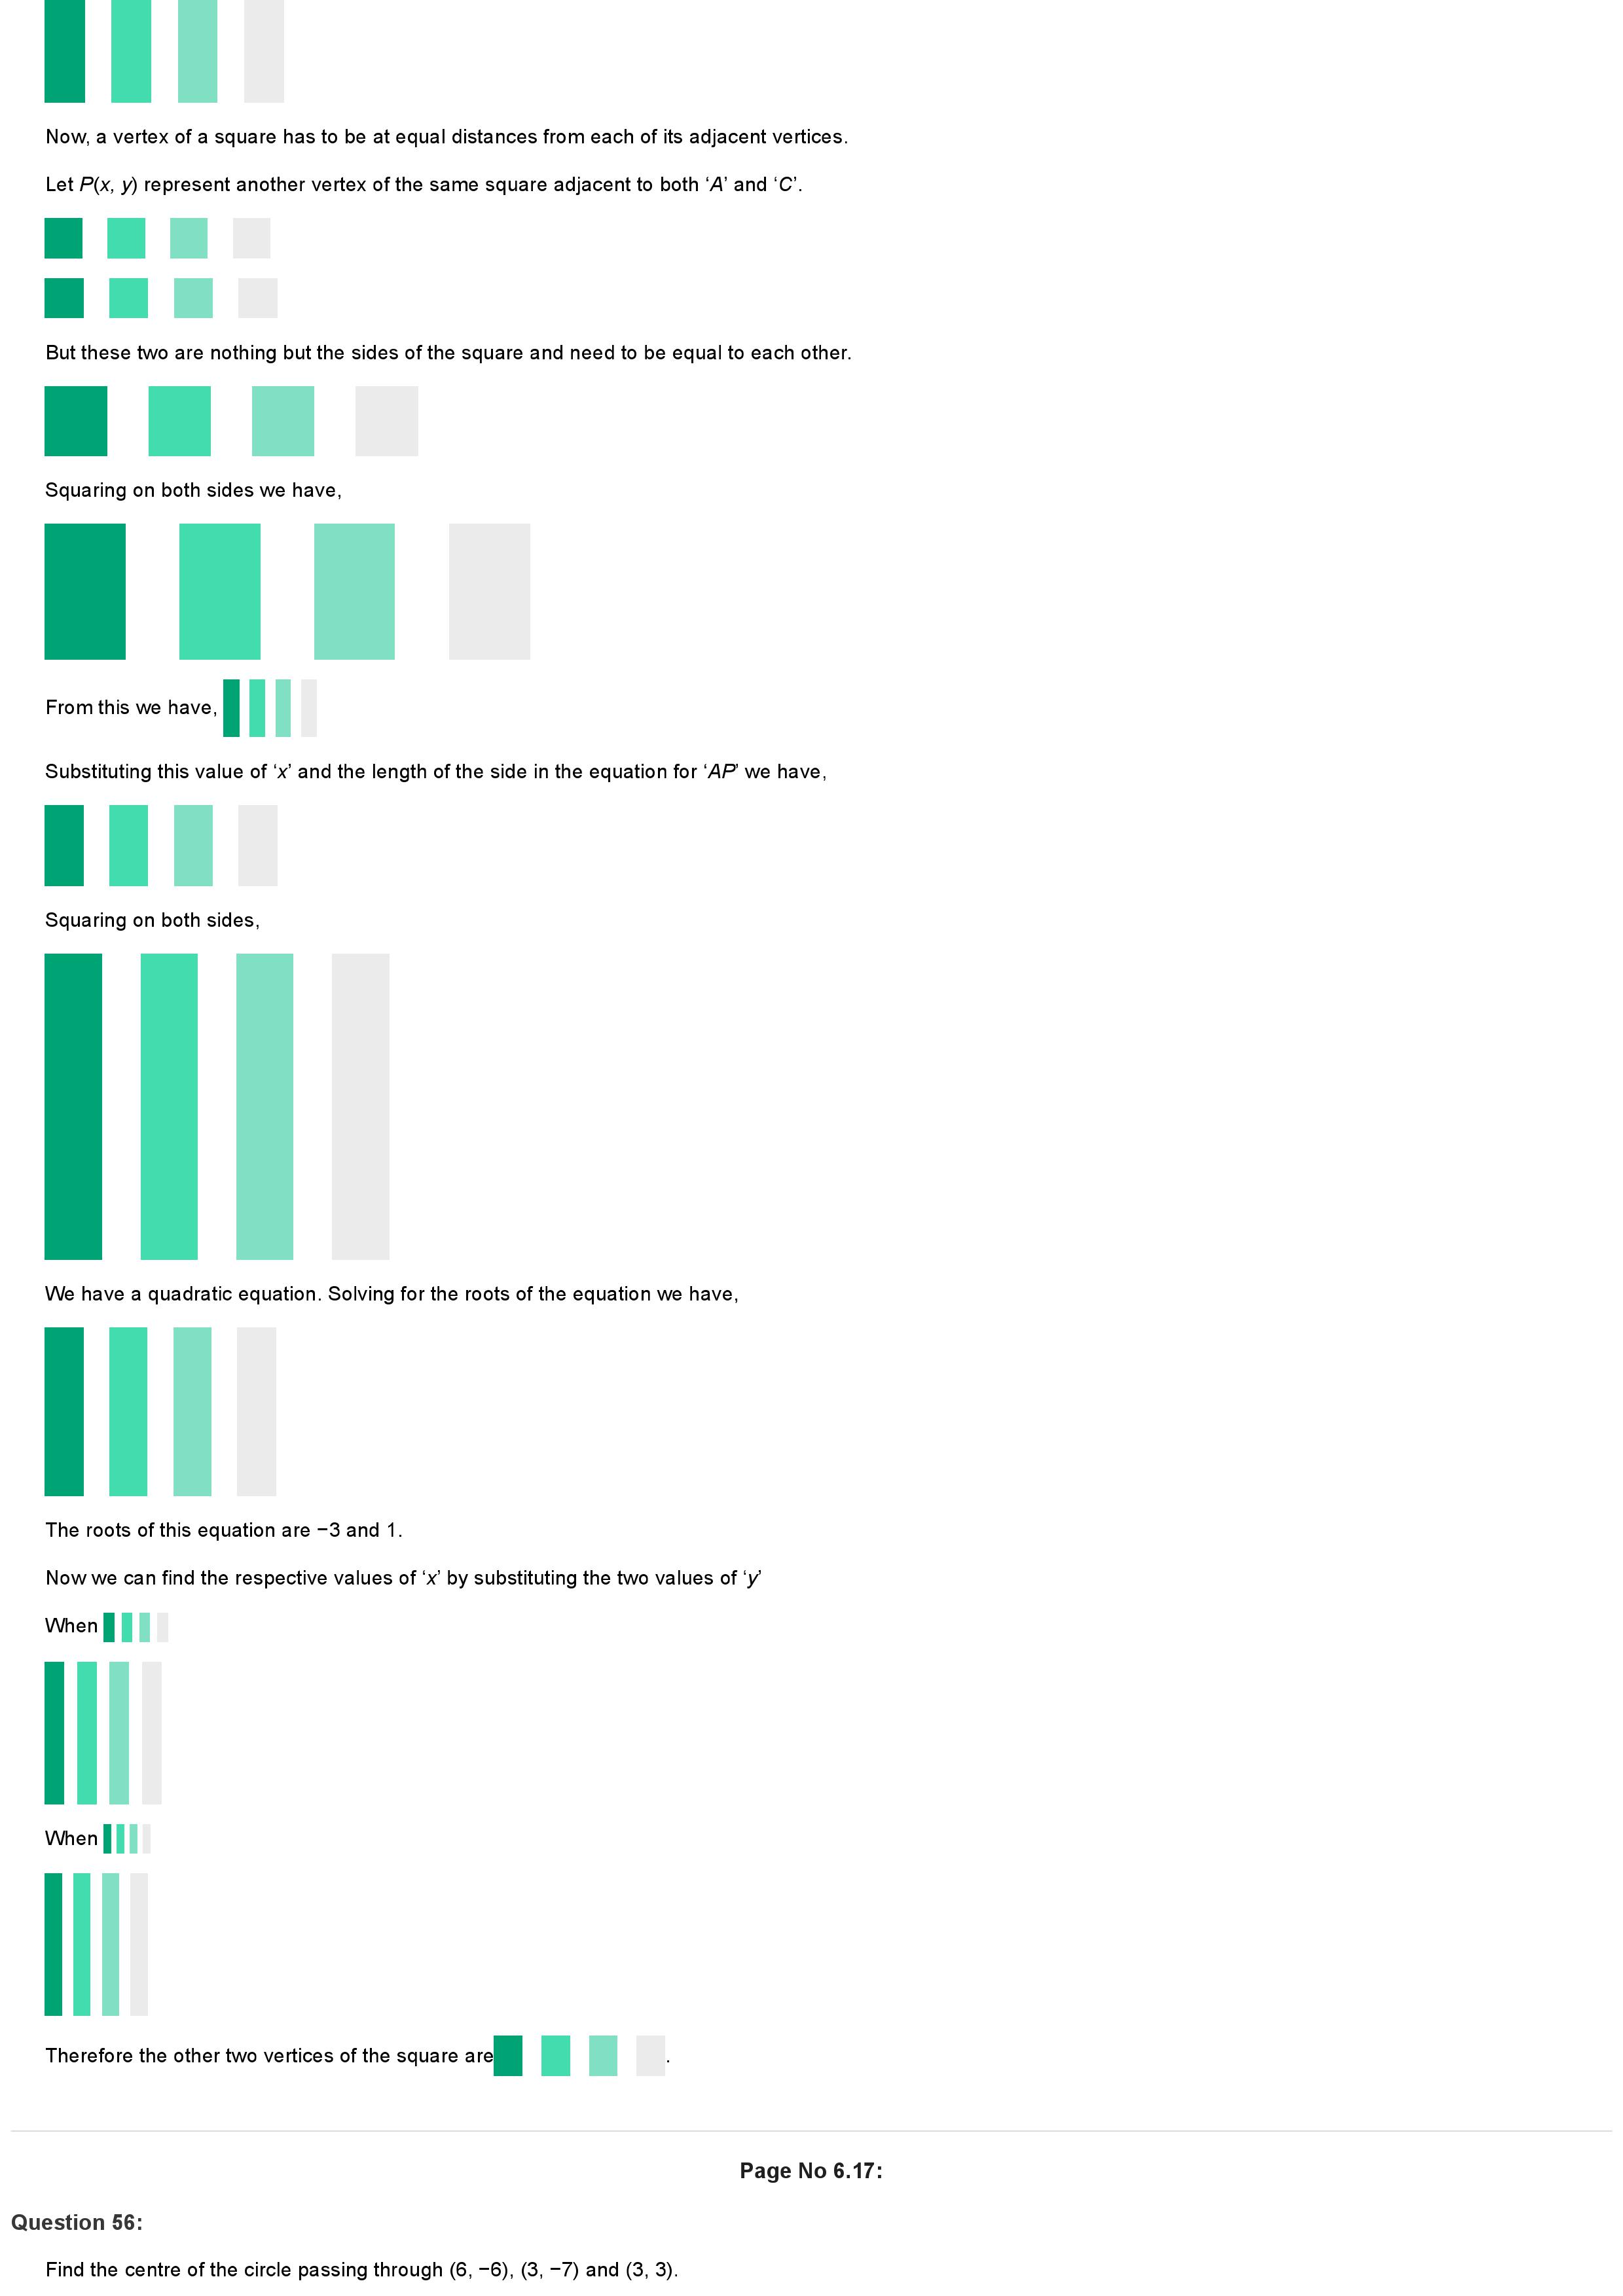 Now, a vertex of a square has to be at equal distances from each of its adjacent vertices.
Let P(x, y) represent another vertex of the same square adjacent to both ‘A’ and ‘C’.
But these two are nothing but the sides of the square and need to be equal to each other.
Squaring on both sides we have,
From this we have,
Substituting this value of ‘x’ and the length of the side in the equation for ‘AP’ we have,
Squaring on both sides,
We have a quadratic equation. Solving for the roots of the equation we have,
The roots of this equation are −3 and 1.
Now we can find the respective values of ‘x’ by substituting the two values of ‘y’
When
When
Therefore the other two vertices of the square are .
Page No 6.17:
Question 56:
Find the centre of the circle passing through (6, −6), (3, −7) and (3, 3).